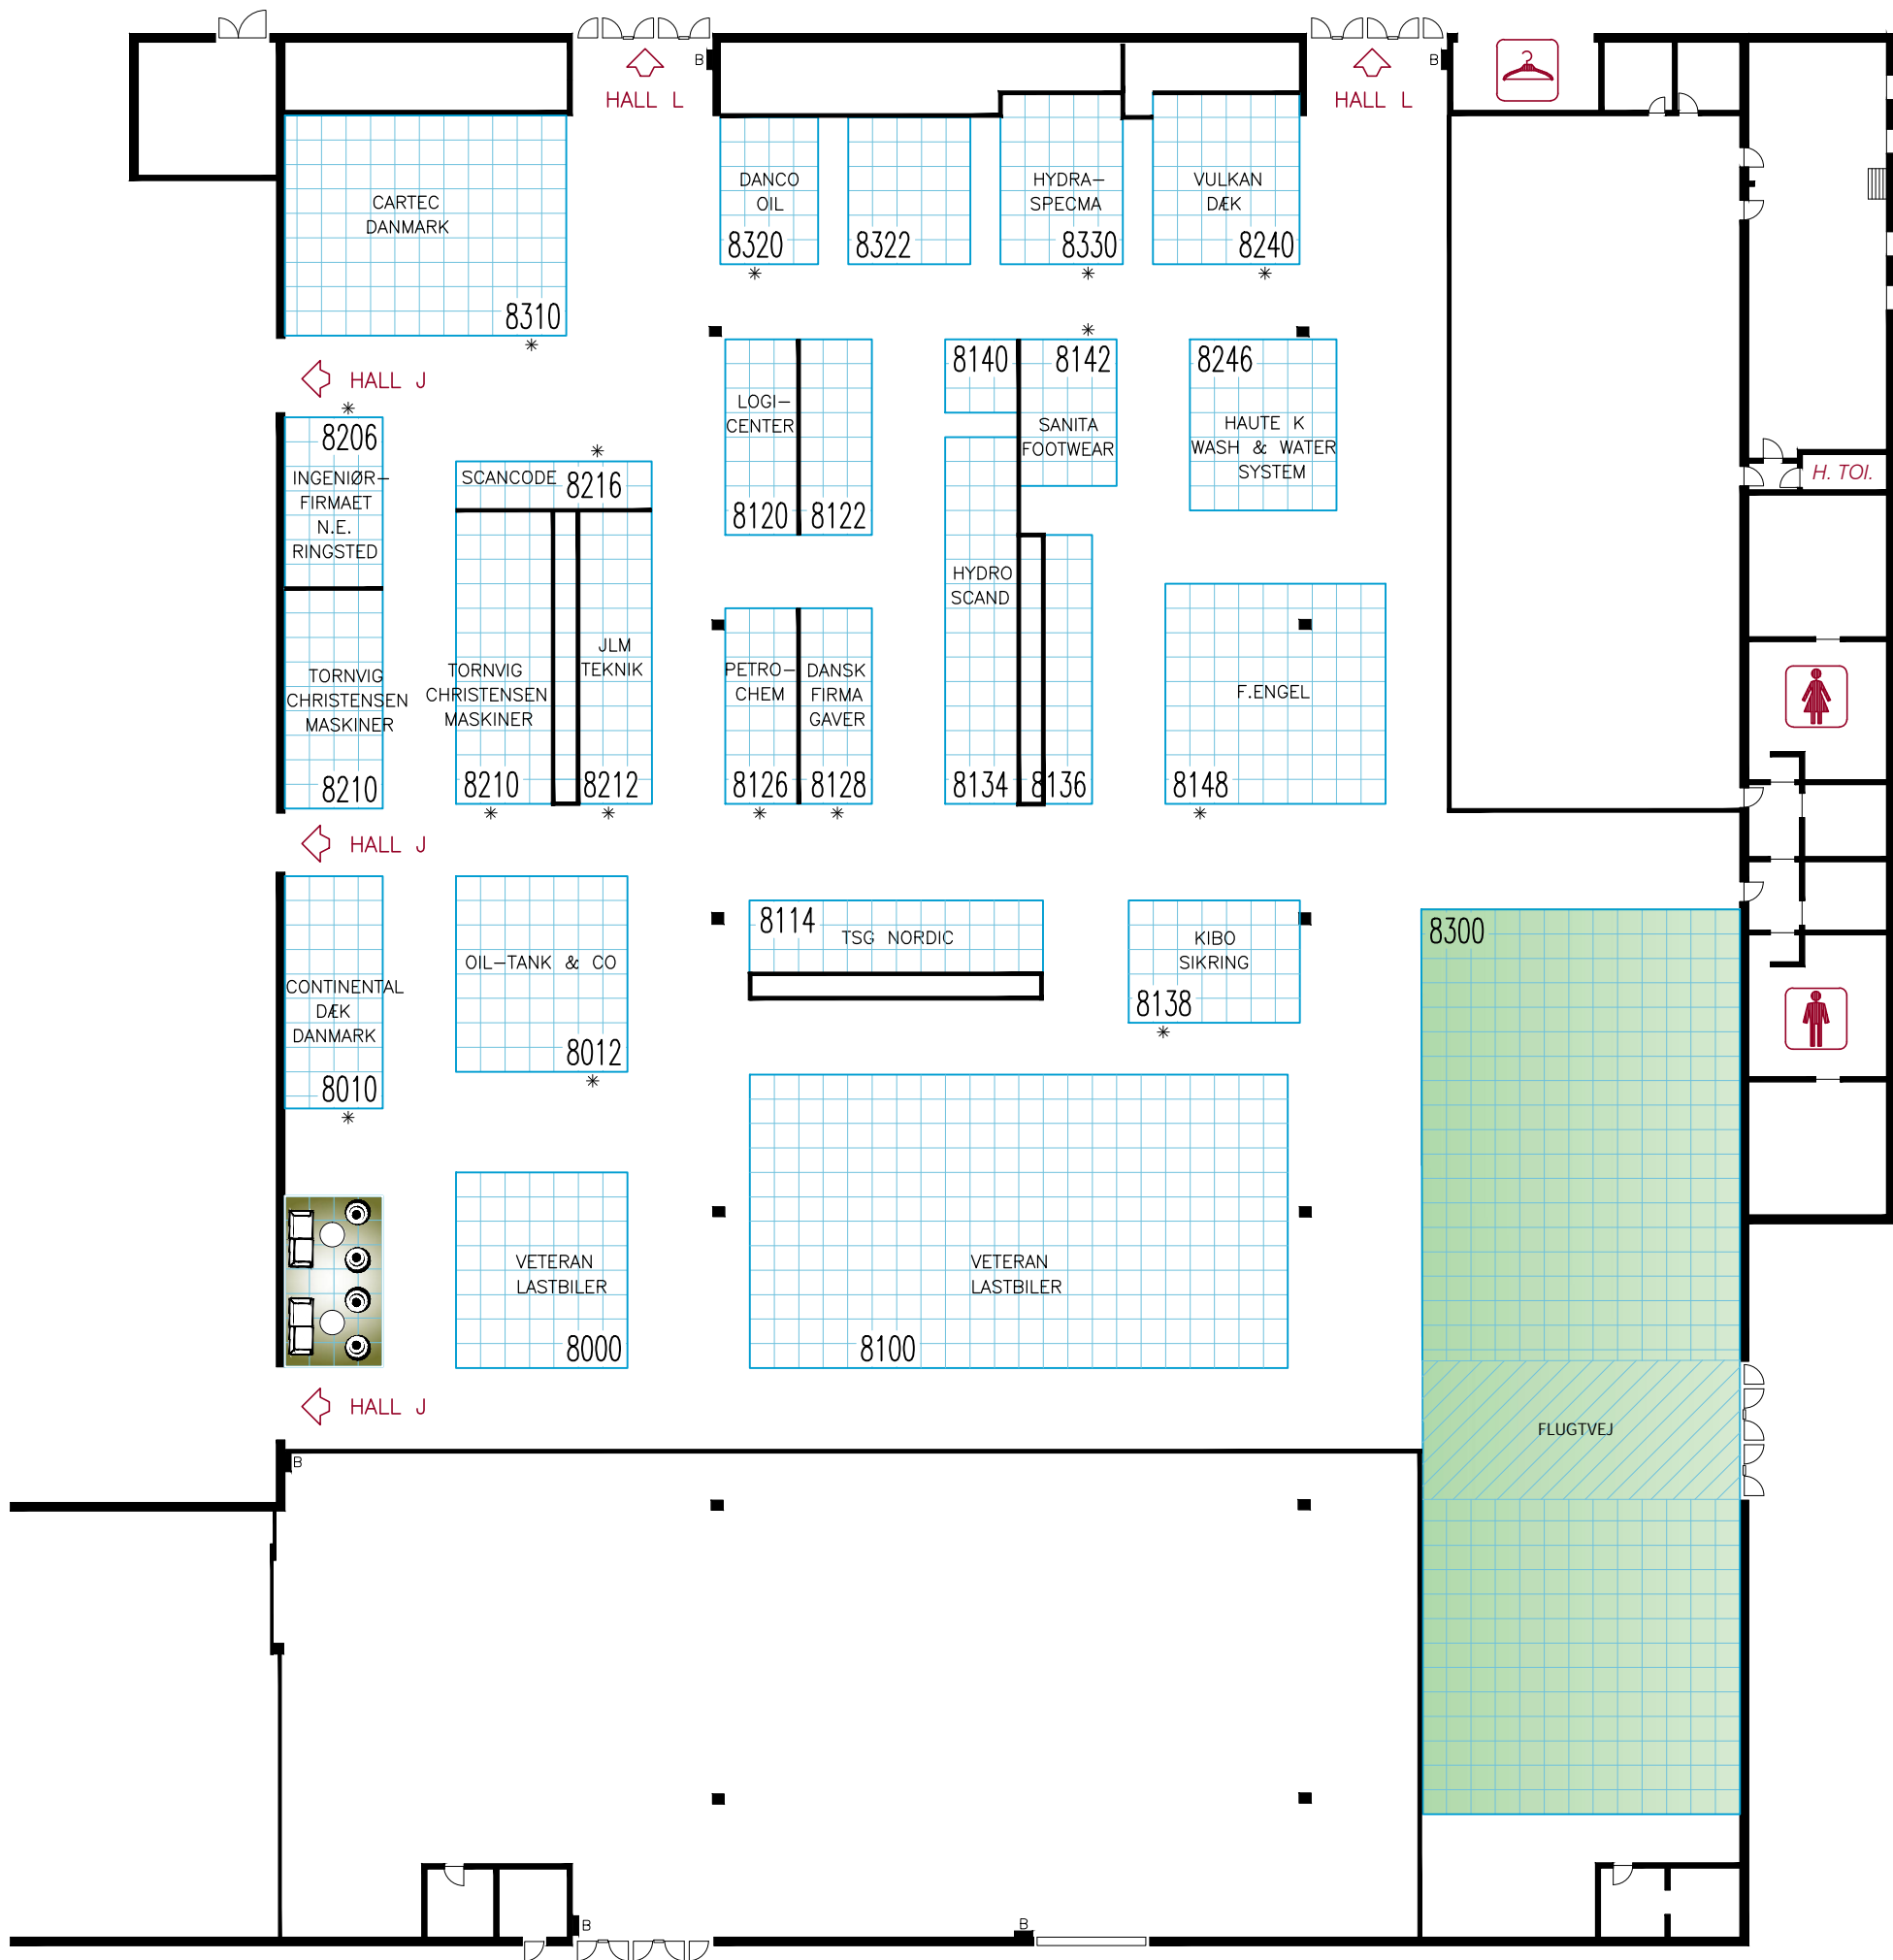 B
B
HALL L
HALL L
CARTEC
DANMARK
8310
*
DANCO
OIL
8320
*
8322
HYDRA-
SPECMA
8330
*
VULKAN
DÆK
8240
*
HALL J
*
8206
INGENIØR-
FIRMAET
N.E.
RINGSTED
TORNVIG
CHRISTENSEN
MASKINER
8210
*
SCANCODE
8216
TORNVIG
CHRISTENSEN
MASKINER
8210
*
JLM
TEKNIK
8212
*
LOGI-
CENTER
8120
8122
PETRO-
CHEM
8126
*
DANSK
FIRMA
GAVER
8128
*
8140
*
8142
SANITA
FOOTWEAR
HYDRO
SCAND
8134
8136
8246
HAUTE K
WASH & WATER
SYSTEM
F.ENGEL
8148
*
H. TOI.
HALL J
CONTINENTAL
DÆK
DANMARK
8010
*
OIL-TANK & CO
8012
*
8114
TSG NORDIC
KIBO
SIKRING
8138
*
8300
VETERAN
LASTBILER
8000
VETERAN
LASTBILER
8100
HALL J
FLUGTVEJ
B
B
B